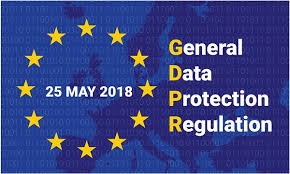 25 MAY 2018
General
Data
Protection
Regulation